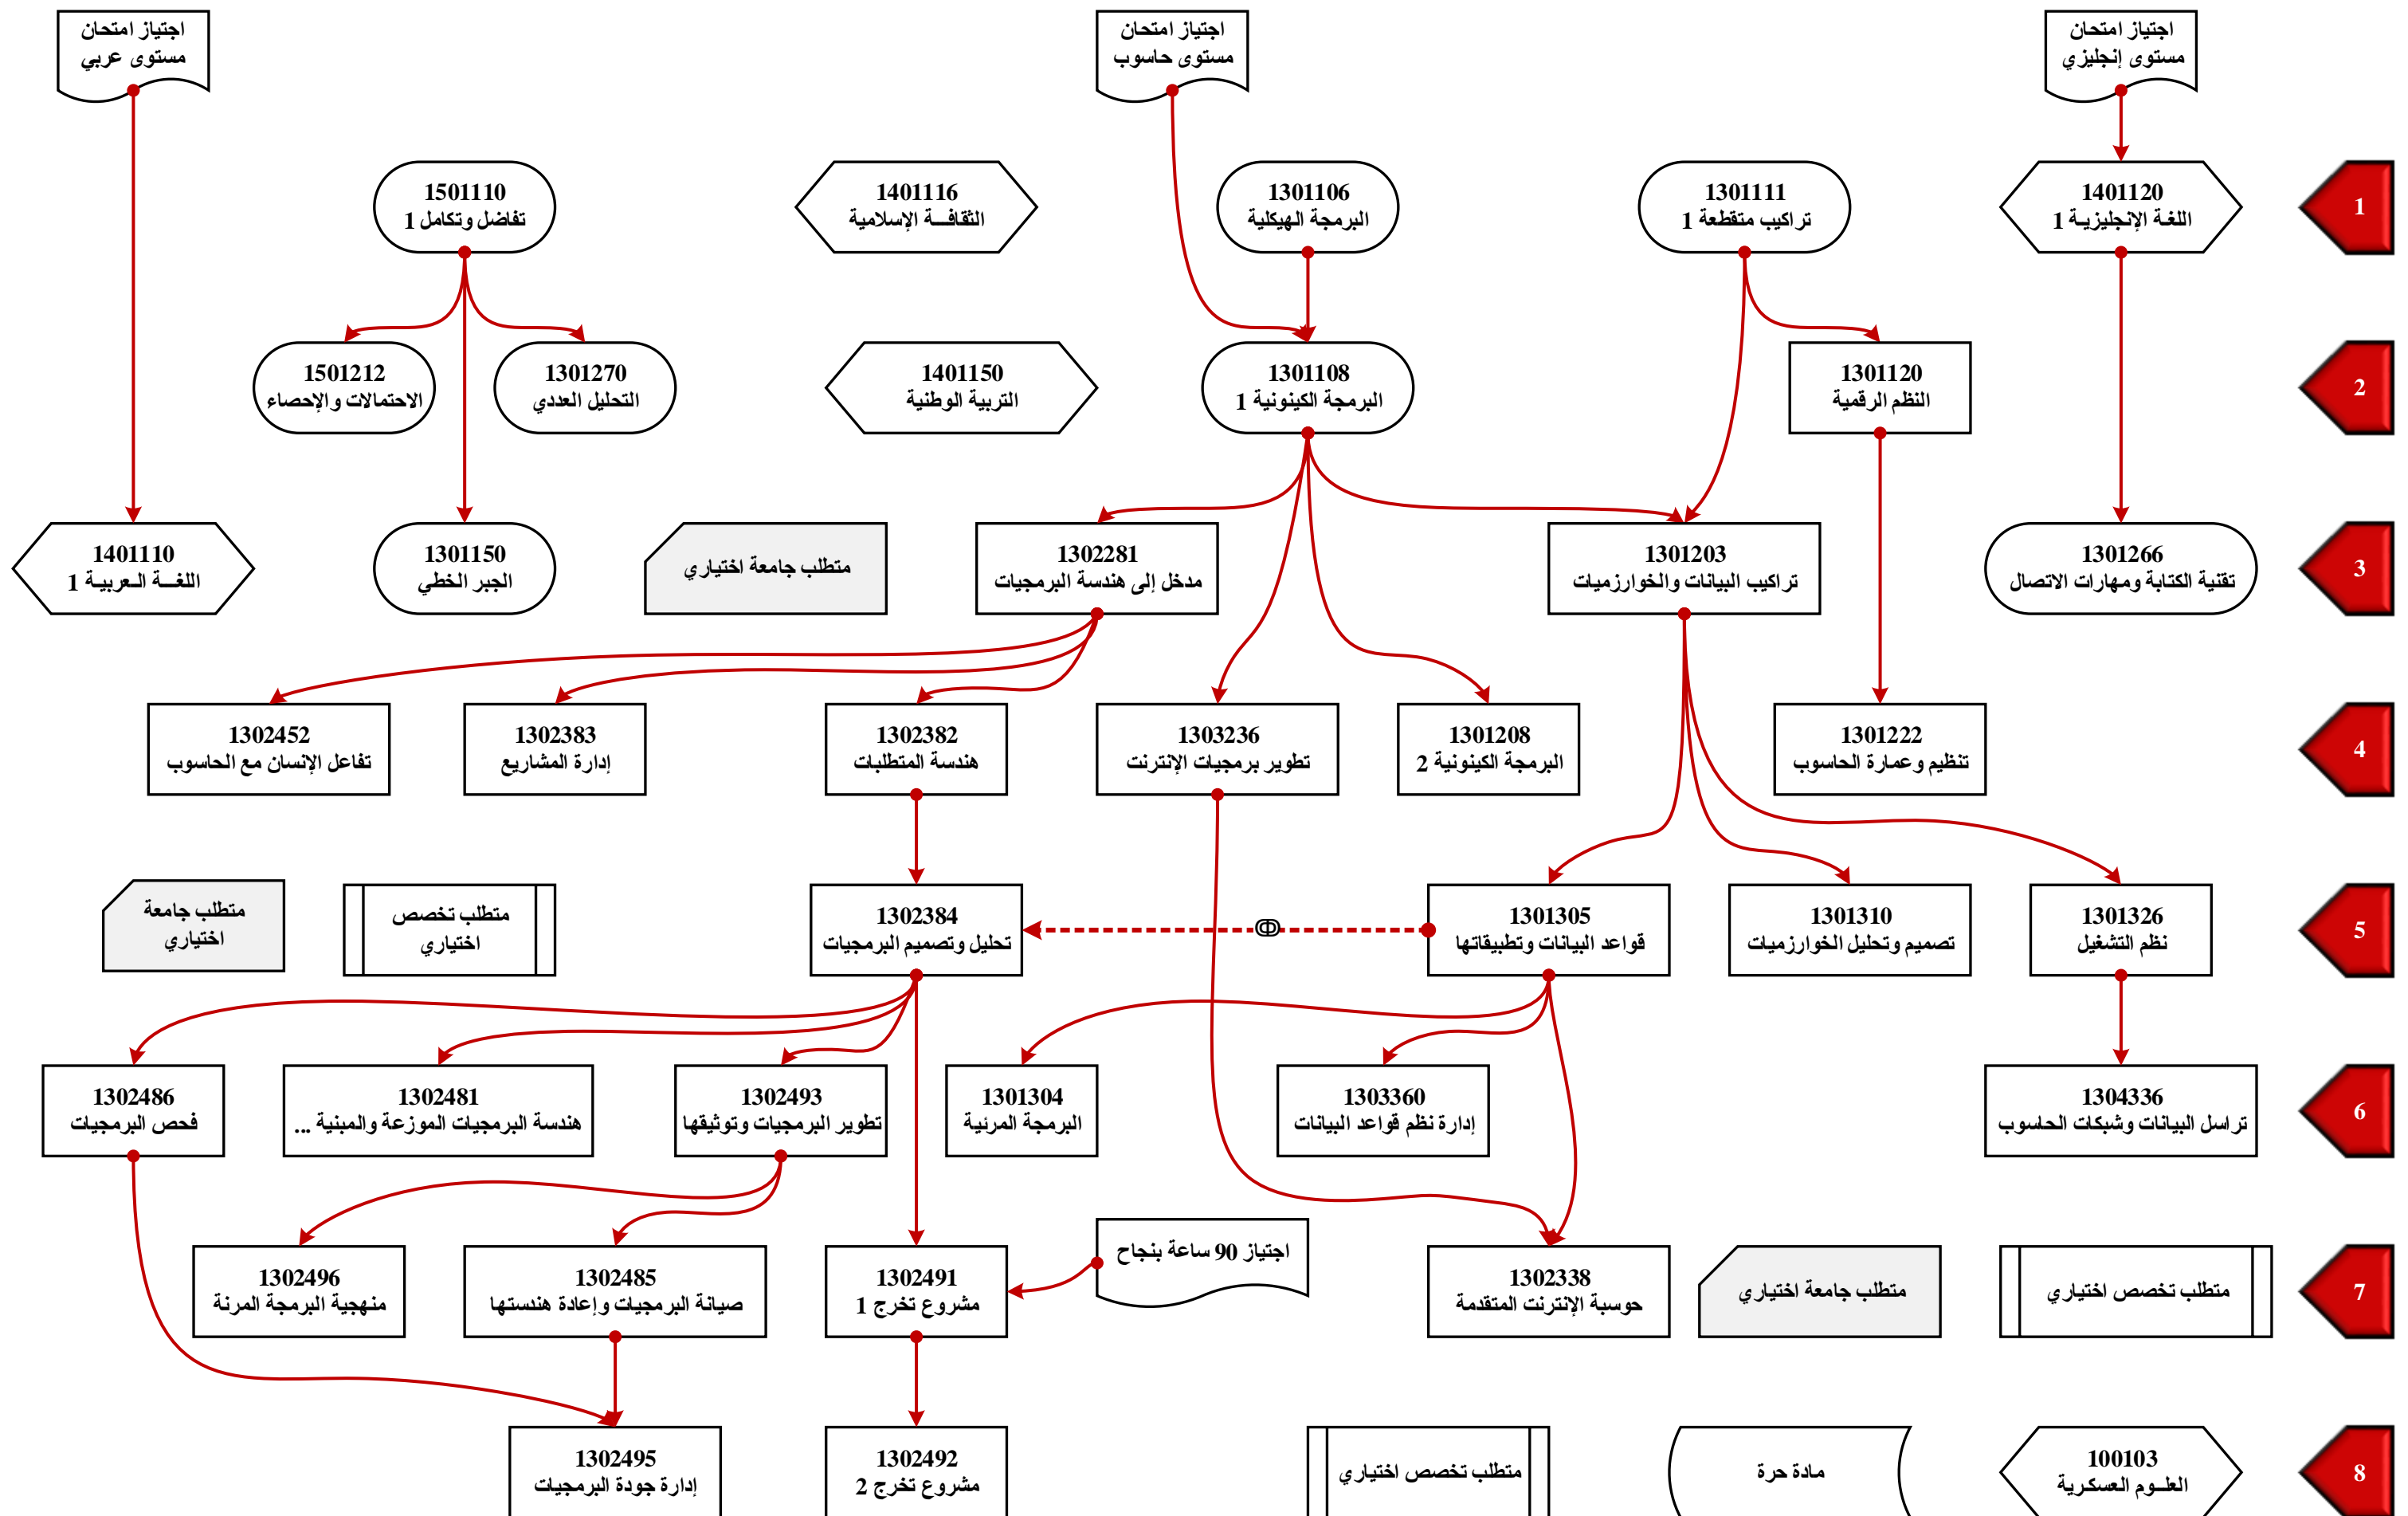 اجتياز امتحان
مستوى إنجليزي
اجتياز امتحان
مستوى حاسوب
اجتياز امتحان
مستوى عربي
1
1401120
اللغة الإنجليزية 1
1301111
تراكيب متقطعة 1
1301106
البرمجة الهيكلية
1401116
الثقافة الإسلامية
1501110
تفاضل وتكامل 1
2
1301120
النظم الرقمية
1301108
البرمجة الكينونية 1
1401150
التربية الوطنية
1301270
التحليل العددي
1501212
الاحتمالات والإحصاء
3
1301266
تقنية الكتابة ومهارات الاتصال
1301203
تراكيب البيانات والخوارزميات
1302281
مدخل إلى هندسة البرمجيات
متطلب جامعة اختياري
1301150
الجبر الخطي
1401110
اللغة العربية 1
4
1301222
تنظيم وعمارة الحاسوب
1301208
البرمجة الكينونية 2
1303236
تطوير برمجيات الإنترنت
1302382
هندسة المتطلبات
1302383
إدارة المشاريع
1302452
تفاعل الإنسان مع الحاسوب
5
1301326
نظم التشغيل
1301310
تصميم وتحليل الخوارزميات
1301305
قواعد البيانات وتطبيقاتها
1302384
تحليل وتصميم البرمجيات
متطلب تخصص
اختياري
متطلب جامعة
اختياري
6
1304336
تراسل البيانات وشبكات الحاسوب
1303360
إدارة نظم قواعد البيانات
1301304
البرمجة المرئية
1302493
تطوير البرمجيات وتوثيقها
1302481
هندسة البرمجيات الموزعة والمبنية ...
1302486
فحص البرمجيات
7
متطلب تخصص اختياري
متطلب جامعة اختياري
1302338
حوسبة الإنترنت المتقدمة
اجتياز 90 ساعة بنجاح
1302491
مشروع تخرج 1
1302485
صيانة البرمجيات وإعادة هندستها
1302496
منهجية البرمجة المرنة
8
100103
العلوم العسكرية
مادة حرة
متطلب تخصص اختياري
1302492
مشروع تخرج 2
1302495
إدارة جودة البرمجيات